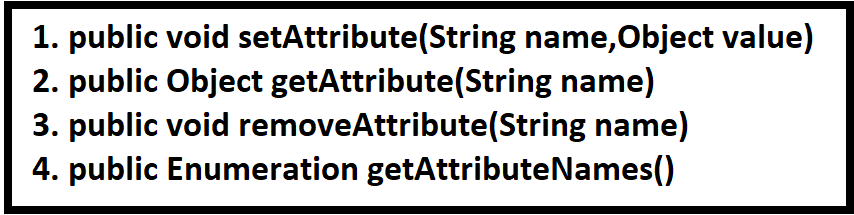 1. public void setAttribute(String name,Object value)
2. public Object getAttribute(String name)
3. public void removeAttribute(String name)
4. public Enumeration getAttributeNames()